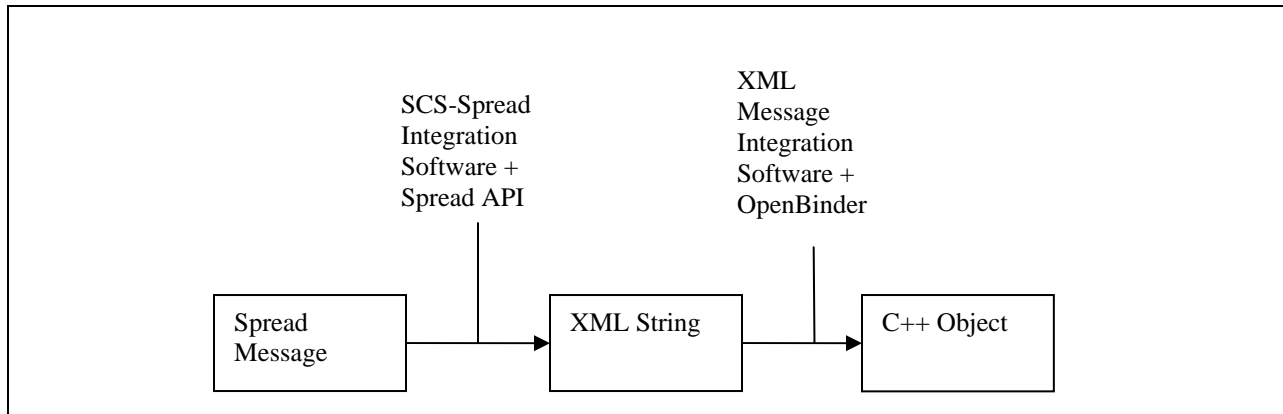 SCS-Spread
Integration
Software +
Spread API
XML
Message
Integration
Software +
OpenBinder
Spread
Message
XML String
C++ Object